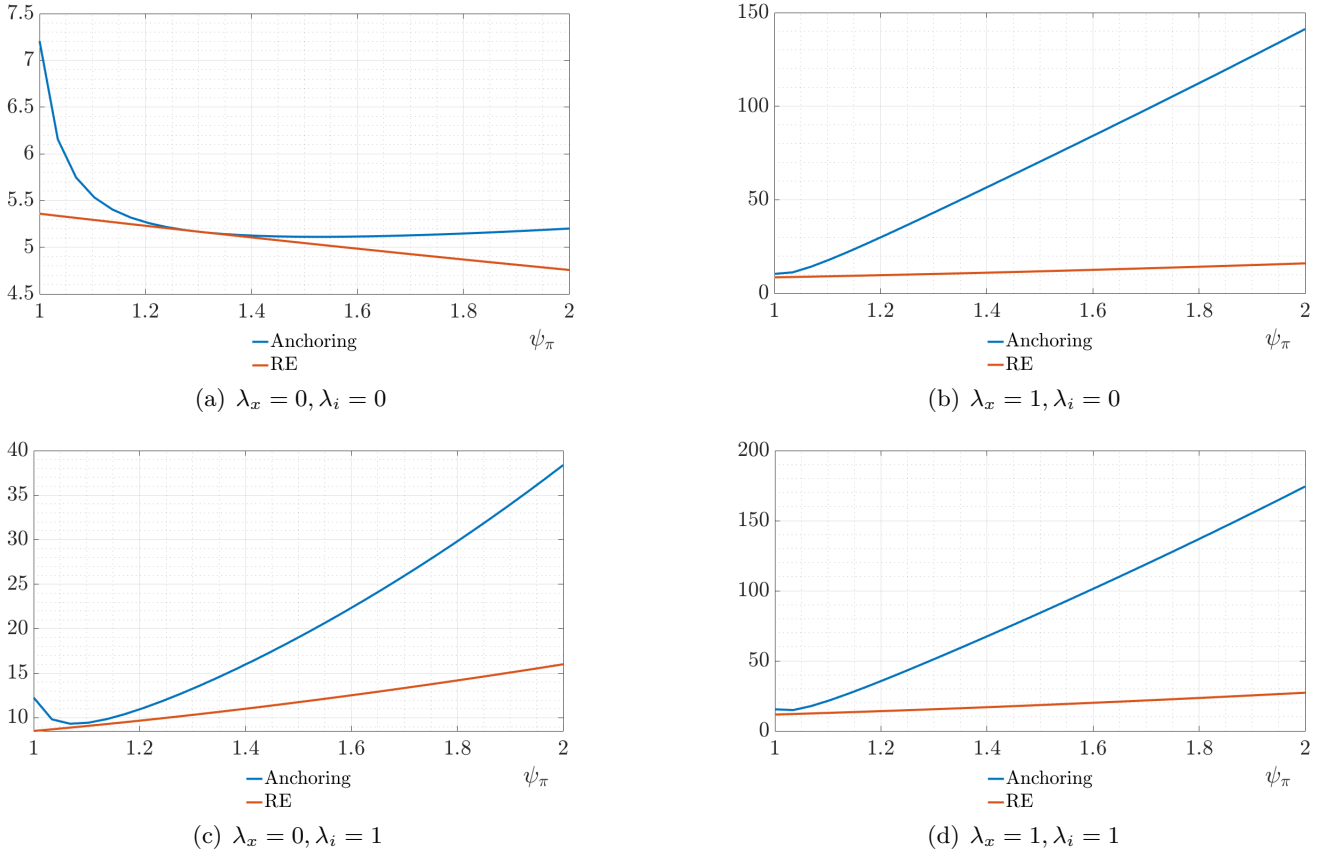 7.5
7
6.5
6
5.5
5
4.5
1 1.2 1.4 1.6 1.8 2
ψπ
Anchoring
RE
(a) λx = 0, λi = 0
150
100
50
0
1 1.2 1.4 1.6 1.8 2
ψπ
Anchoring
RE
(b) λx = 1, λi = 0
40
35
30
25
20
15
10
1 1.2 1.4 1.6 1.8 2
ψπ
Anchoring
RE
(c) λx = 0, λi = 1
200
150
100
50
0
1 1.2 1.4 1.6 1.8 2
ψπ
Anchoring
RE
(d) λx = 1, λi = 1